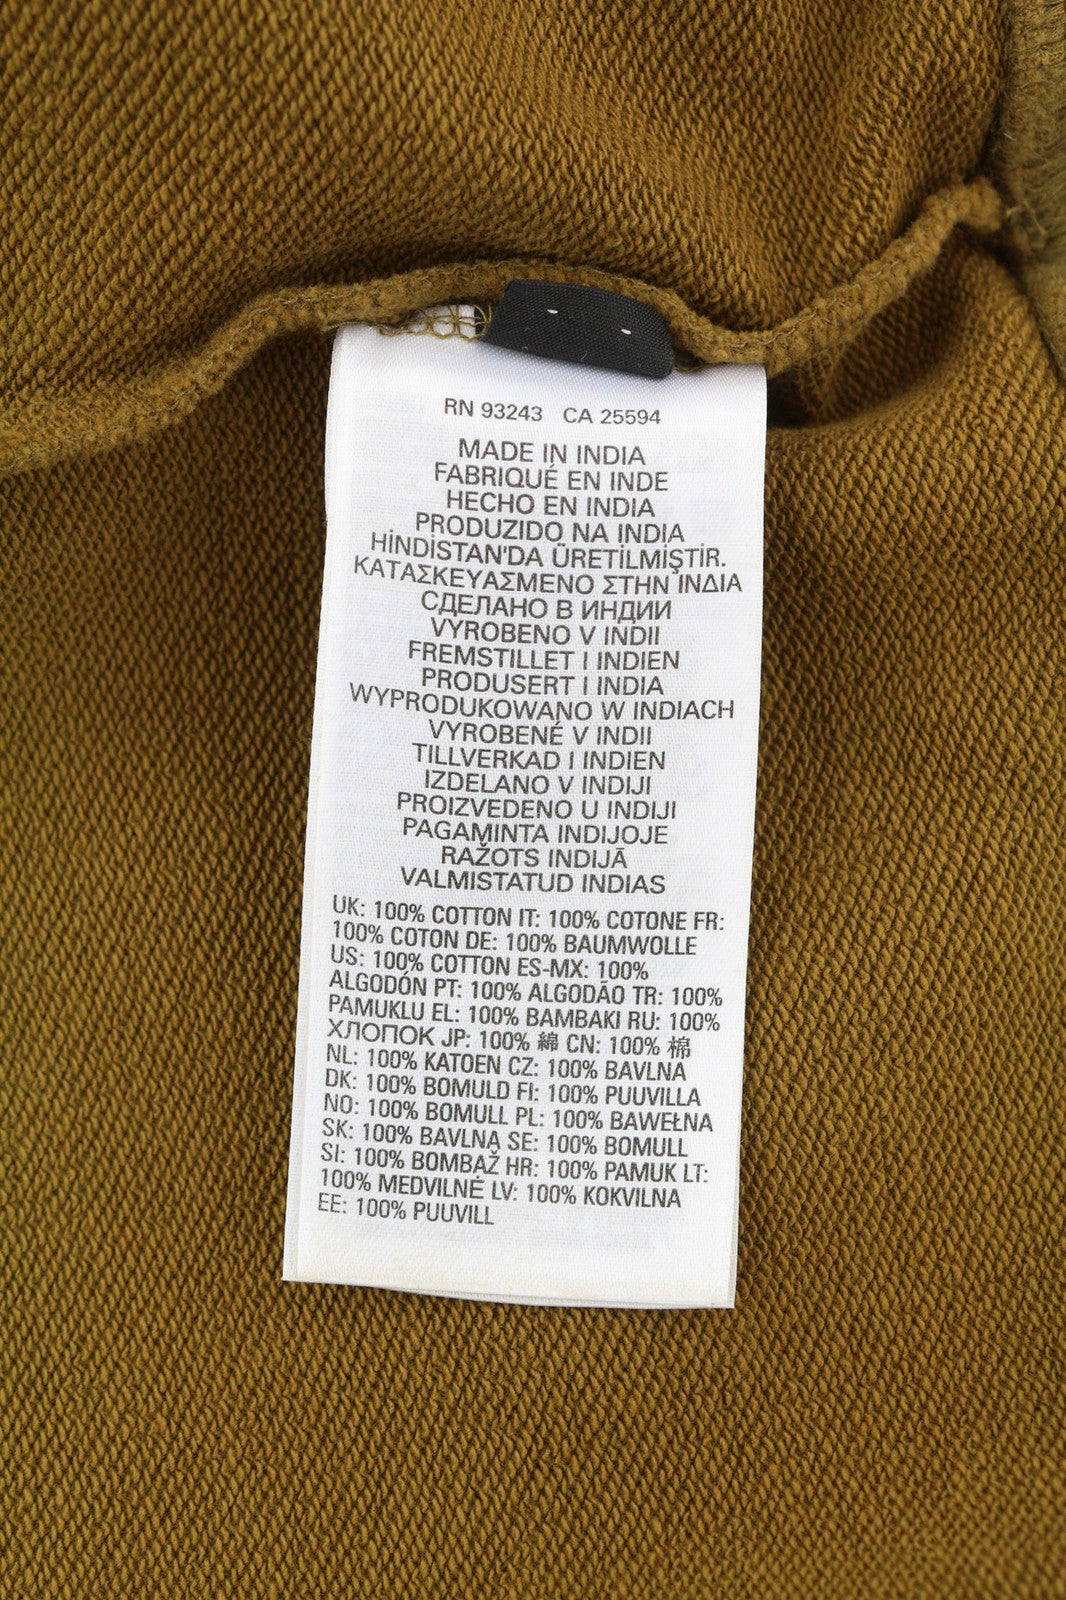 RN 93243 CA 25594
MADE IN INDIA
FABRIQUÉ EN INDE
HECHO EN INDIA
PRODUZIDO NA INDIA
HİNDİSTAN'DA ÜRETİLMİŞTİR.
ΚΑΤΑΣΚΕΥΑΣΜΕΝΟ ΣΤΗΝ ΙΝΔΙΑ
СДЕЛАНО В ИНДИИ
VYROBENO V INDII
FREMSTILLET I INDIEN
PRODUSERT I INDIA
WYPRODUKOWANO W INDIACH
VYROBENÉ V INDII
TILLVERKAD I INDIEN
IZDELANO V INDIJI
PROIZVEDENO U INDIJI
PAGAMINTA INDIJOJE
RAŽOTS INDIJĀ
VALMISTATUD INDIAS
UK: 100% COTTON IT: 100% COTONE FR:
100% COTON DE: 100% BAUMWOLLE
US: 100% COTTON ES-MX: 100%
ALGODÓN PT: 100% ALGODÃO TR: 100%
PAMUKLU EL: 100% BAMBAKI RU: 100%
ХЛОПОК JP: 100% 綿 CN: 100% 棉
NL: 100% KATOEN CZ: 100% BAVLNA
DK: 100% BOMULD FI: 100% PUUVILLA
NO: 100% BOMULL PL: 100% BAWEŁNA
SK: 100% BAVLNA SE: 100% BOMULL
SI: 100% BOMBAŽ HR: 100% PAMUK LT:
100% MEDVILNĖ LV: 100% KOKVILNA
EE: 100% PUUVILL